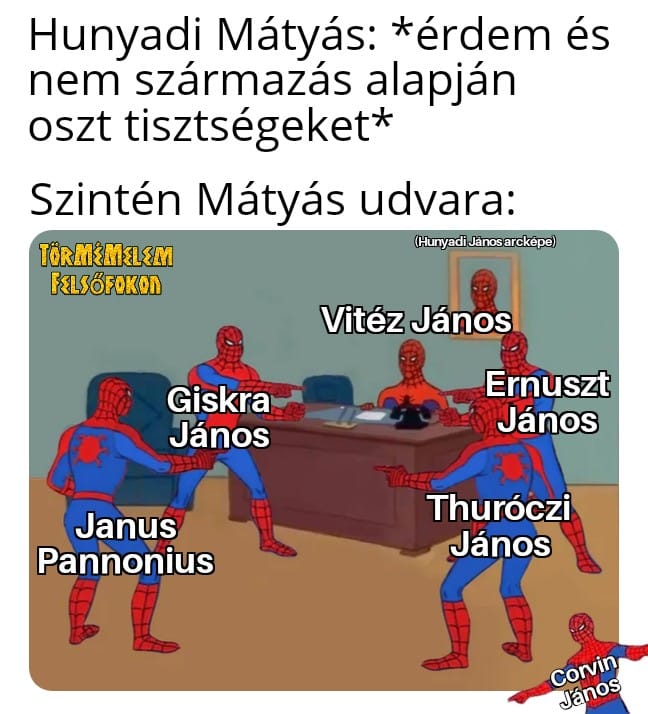 Hunyadi Mátyás: *érdem és
nem származás alapján
oszt tisztségeket*
Szintén Mátyás udvara:
TörMéMelem
Felsőfokon
(Hunyadi János arcképe)
Vitéz János
Giskra
János
Ernuszt
János
Janus
Pannonius
Thuróczi
János
Corvin
János